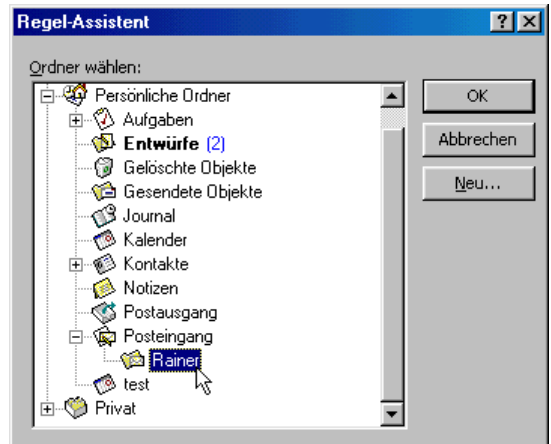 Regel-Assistent
Ordner wählen:
Persönliche Ordner
OK
Aufgaben
Entwürfe (2)
Abbrechen
Gelöschte Objekte
Gesendete Objekte
Neu...
Journal
Kalender
Kontakte
Notizen
Postausgang
Posteingang
Rainer
test
Privat